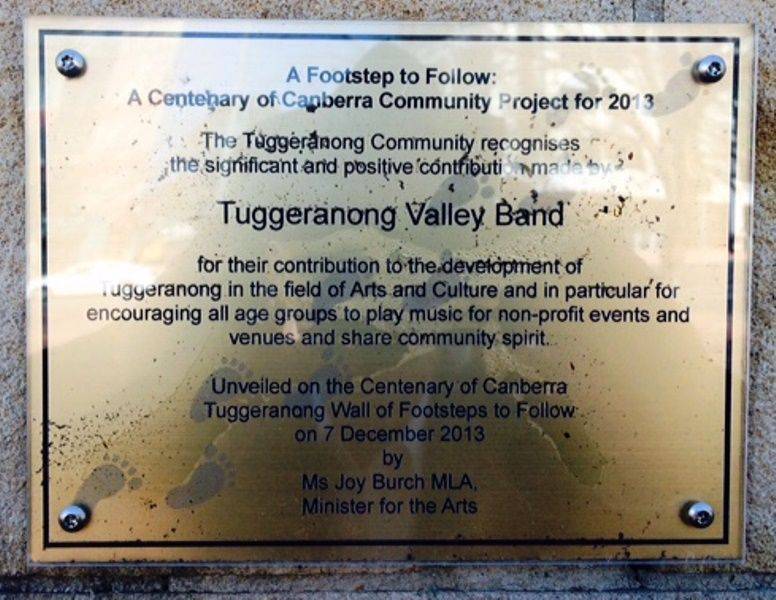 A Footstep to Follow:
A Centenary of Canberra Community Project for 2013
The Tuggeranong Community recognises
the significant and positive contribution made by
Tuggeranong Valley Band
for their contribution to the development of
Tuggeranong in the field of Arts and Culture and in particular for
encouraging all age groups to play music for non-profit events and
venues and share community spirit.
Unveiled on the Centenary of Canberra
Tuggeranong Wall of Footsteps to Follow
on 7 December 2013
by
Ms Joy Burch MLA,
Minister for the Arts